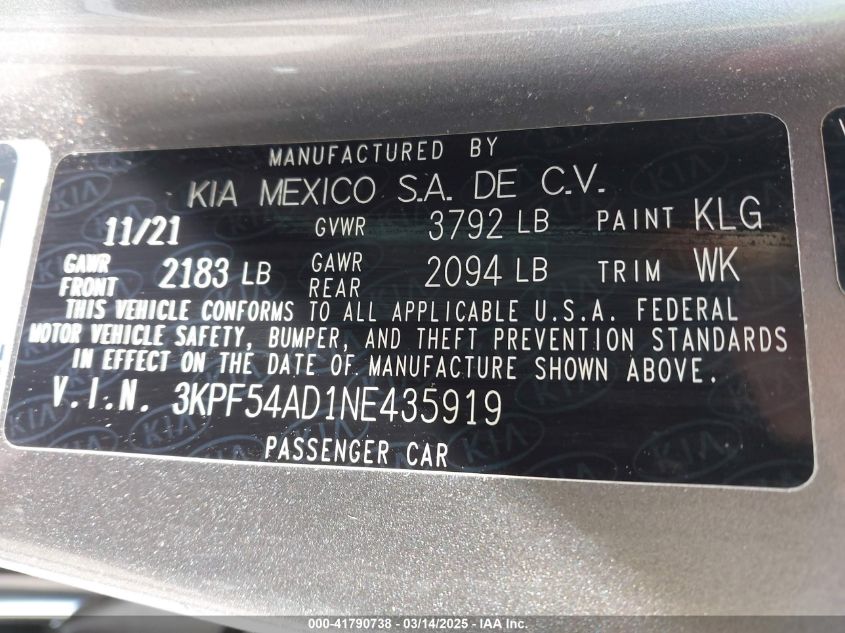 MANUFACTURED BY
KIA MEXICO S.A. DE C.V.
11/21 GVWR 3792 LB PAINT KLG
GAWR FRONT 2183 LB GAWR REAR 2094 LB TRIM WK
THIS VEHICLE CONFORMS TO ALL APPLICABLE U.S.A. FEDERAL
MOTOR VEHICLE SAFETY, BUMPER, AND THEFT PREVENTION STANDARDS
IN EFFECT ON THE DATE OF MANUFACTURE SHOWN ABOVE.
V.I.N. 3KPF54AD1NE435919
PASSENGER CAR
000-41790738 - 03/14/2025 - IAA Inc.